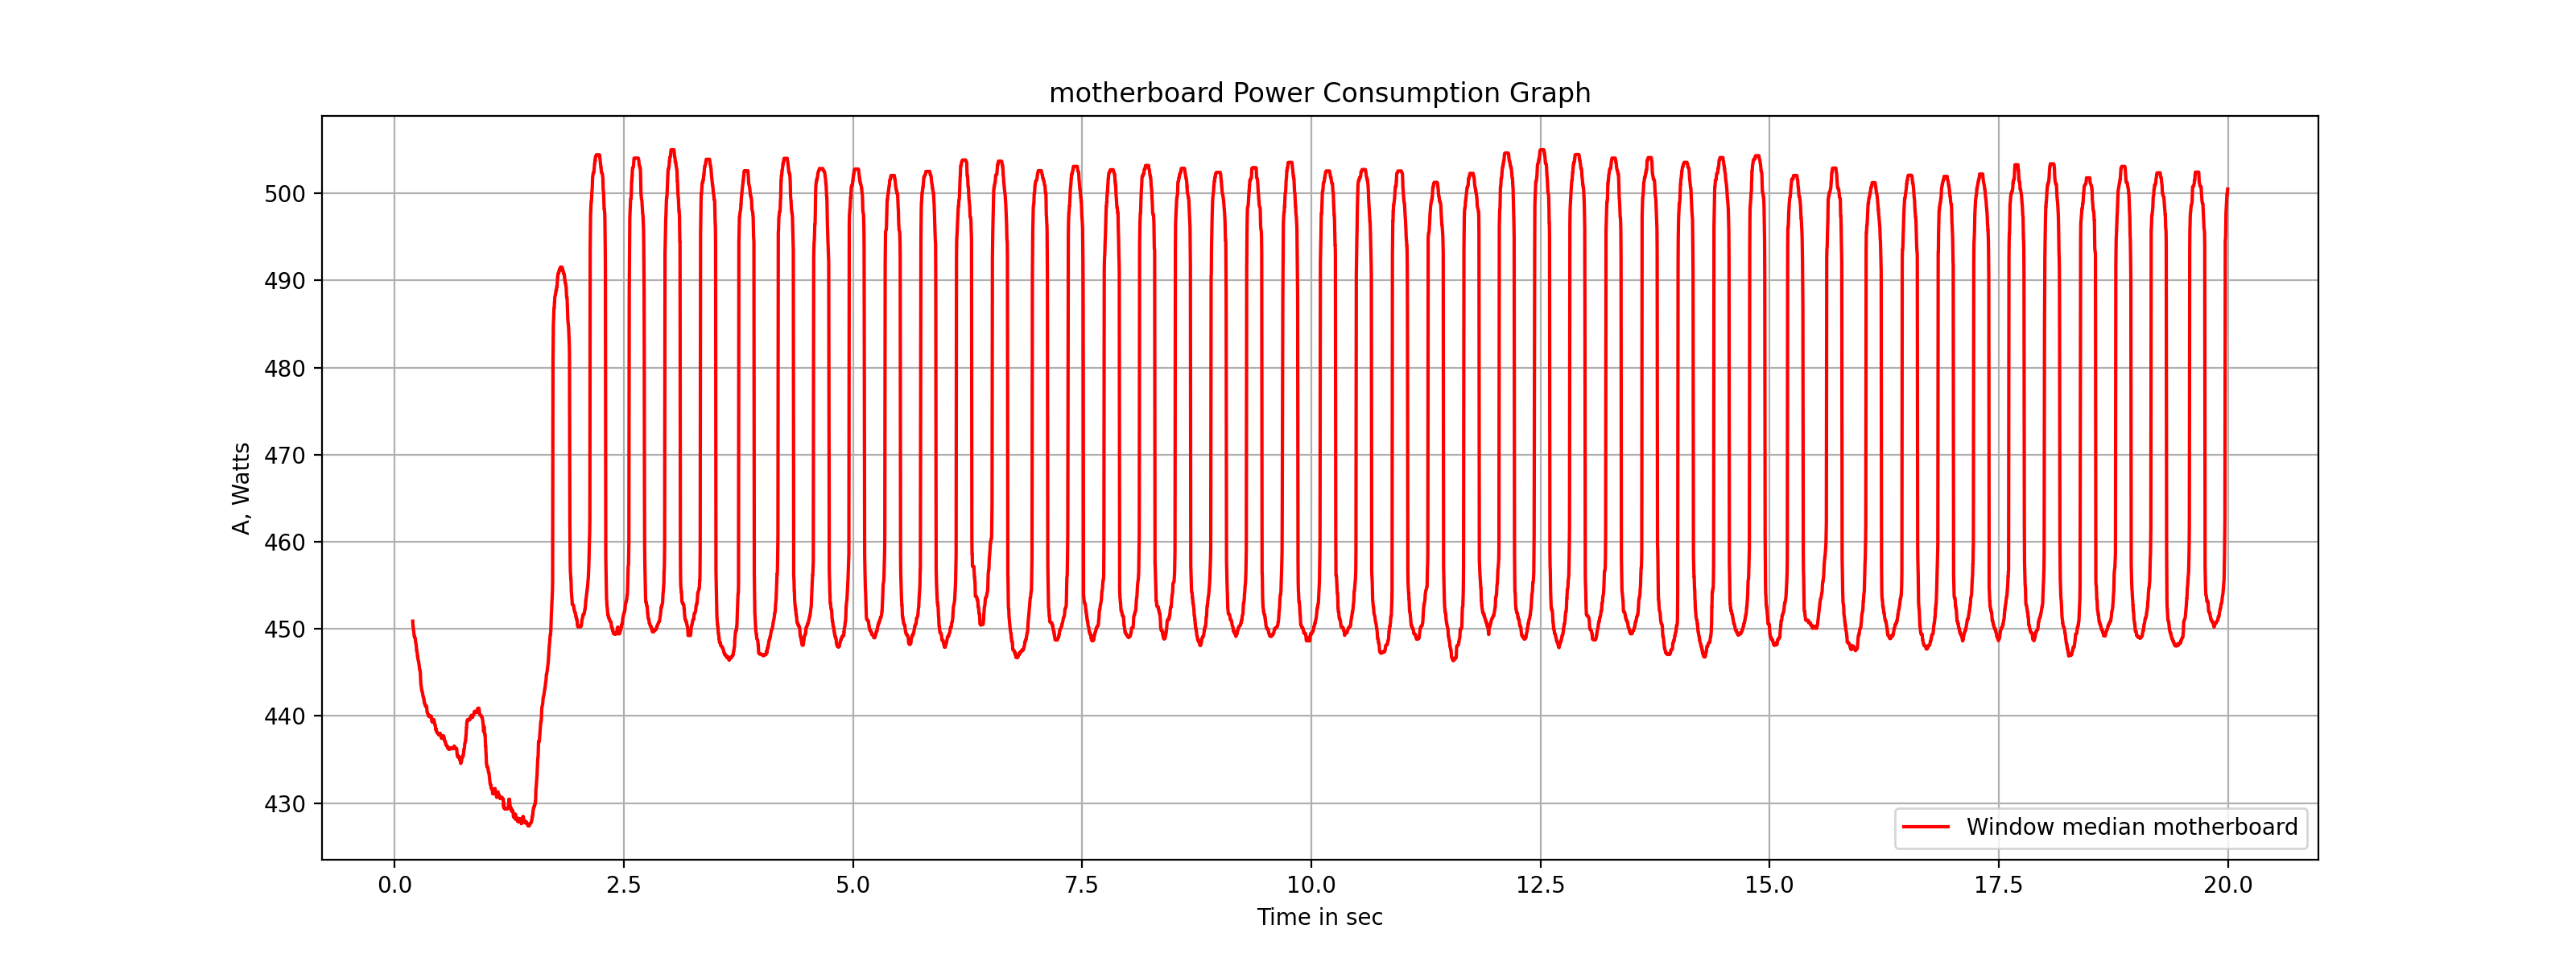 motherboard Power Consumption Graph
500
490
480
470
460
450
440
430
A, Watts
Window median motherboard
0.0 2.5 5.0 7.5 10.0 12.5 15.0 17.5 20.0
Time in sec